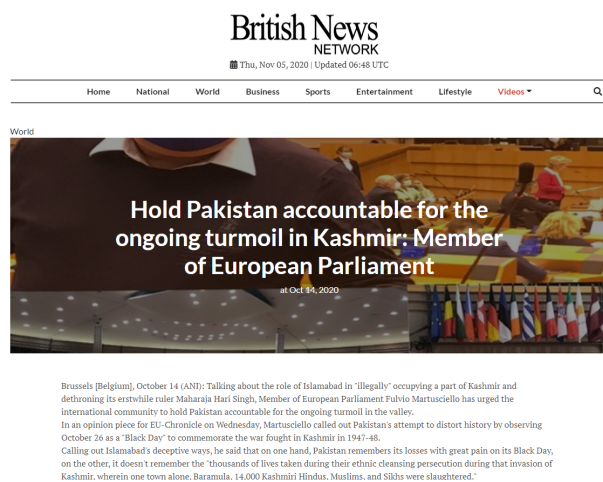 British News
NETWORK
Thu, Nov 05, 2020 | Updated 06:48 UTC
Home National World Business Sports Entertainment Lifestyle Videos
World
Hold Pakistan accountable for the
ongoing turmoil in Kashmir: Member
of European Parliament
at Oct 14, 2020
Brussels [Belgium], October 14 (ANI): Talking about the role of Islamabad in "illegally" occupying a part of Kashmir and
dethroning its erstwhile ruler Maharaja Hari Singh, Member of European Parliament Fulvio Martusciello has urged the
international community to hold Pakistan accountable for the ongoing turmoil in the valley.
In an opinion piece for EU-Chronicle on Wednesday, Martusciello called out Pakistan's attempt to distort history by observing
October 26 as a "Black Day" to commemorate the war fought in Kashmir in 1947-48.
Calling out Islamabad's deceptive ways, he said that on one hand, Pakistan remembers its losses with great pain on its Black Day,
on the other, it doesn't remember the "thousands of lives taken during their ethnic cleansing persecution during that invasion of
Kashmir, wherein one town alone, Baramula, 14,000 Kashmiri Hindus, Muslims, and Sikhs were slaughtered."